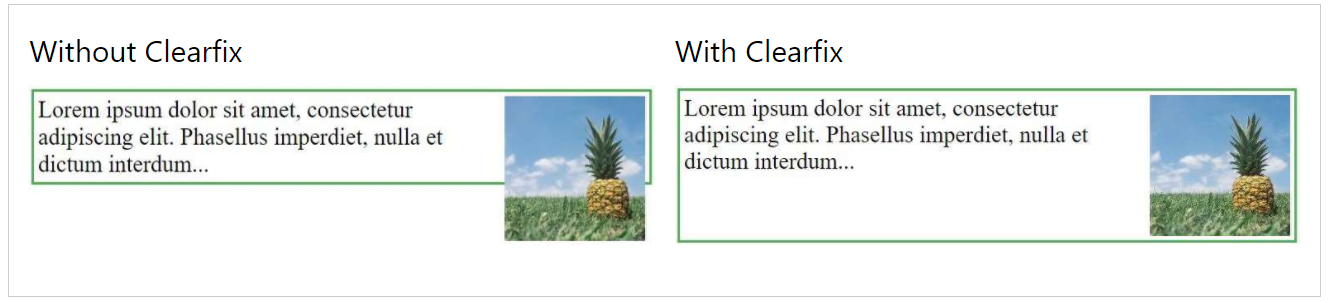 Without Clearfix
Lorem ipsum dolor sit amet, consectetur
adipiscing elit. Phasellus imperdiet, nulla et
dictum interdum...
With Clearfix
Lorem ipsum dolor sit amet, consectetur
adipiscing elit. Phasellus imperdiet, nulla et
dictum interdum...